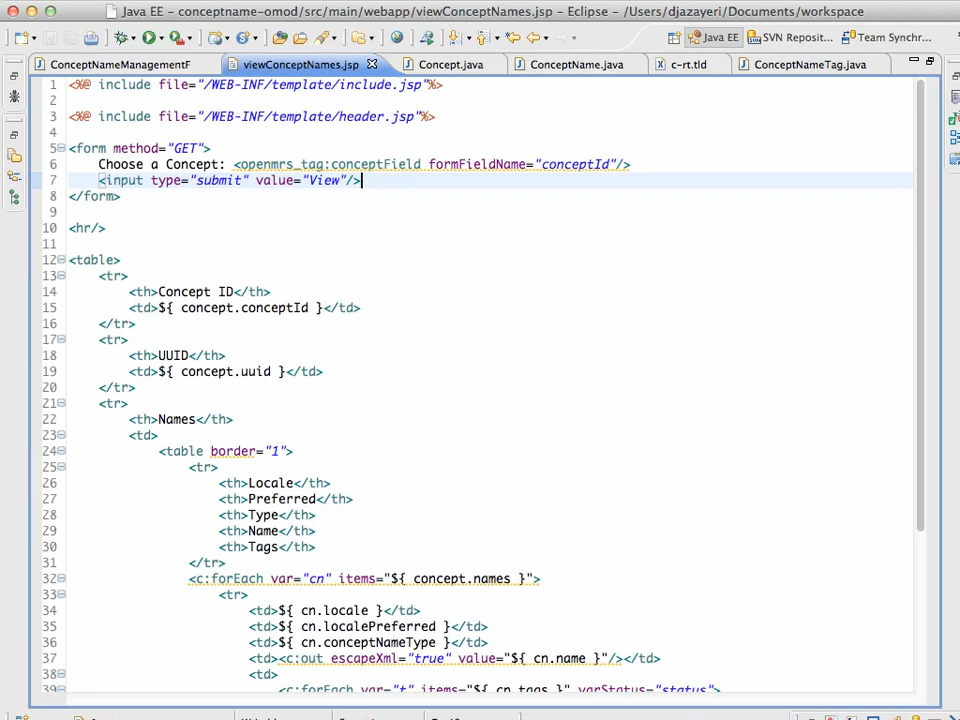 Java EE - conceptname-omod/src/main/webapp/viewConceptNames.jsp - Eclipse - /Users/djazayeri/Documents/workspace
Java EE SVN Reposit... Team Synchr...
ConceptNameManagementF viewConceptNames.jsp Concept.java ConceptName.java c-rt.tld ConceptNameTag.java
1 <%@ include file="/WEB-INF/template/include.jsp"%>
2
3 <%@ include file="/WEB-INF/template/header.jsp"%>
4
5 <form method="GET">
6 Choose a Concept: <openmrs_tag:conceptField formFieldName="conceptId"/>
7 <input type="submit" value="View"/>
8 </form>
9
10 <hr/>
11
12 <table>
13 <tr>
14 <th>Concept ID</th>
15 <td>${ concept.conceptId }</td>
16 </tr>
17 <tr>
18 <th>UUID</th>
19 <td>${ concept.uuid }</td>
20 </tr>
21 <tr>
22 <th>Names</th>
23 <td>
24 <table border="1">
25 <tr>
26 <th>Locale</th>
27 <th>Preferred</th>
28 <th>Type</th>
29 <th>Name</th>
30 <th>Tags</th>
31 </tr>
32 <c:forEach var="cn" items="${ concept.names }">
33 <tr>
34 <td>${ cn.locale }</td>
35 <td>${ cn.localePreferred }</td>
36 <td>${ cn.conceptNameType }</td>
37 <td><c:out escapeXml="true" value="${ cn.name }"/></td>
38 <td>
39 <c:forEach var="t" items="${ cn.tags }" varStatus="status">